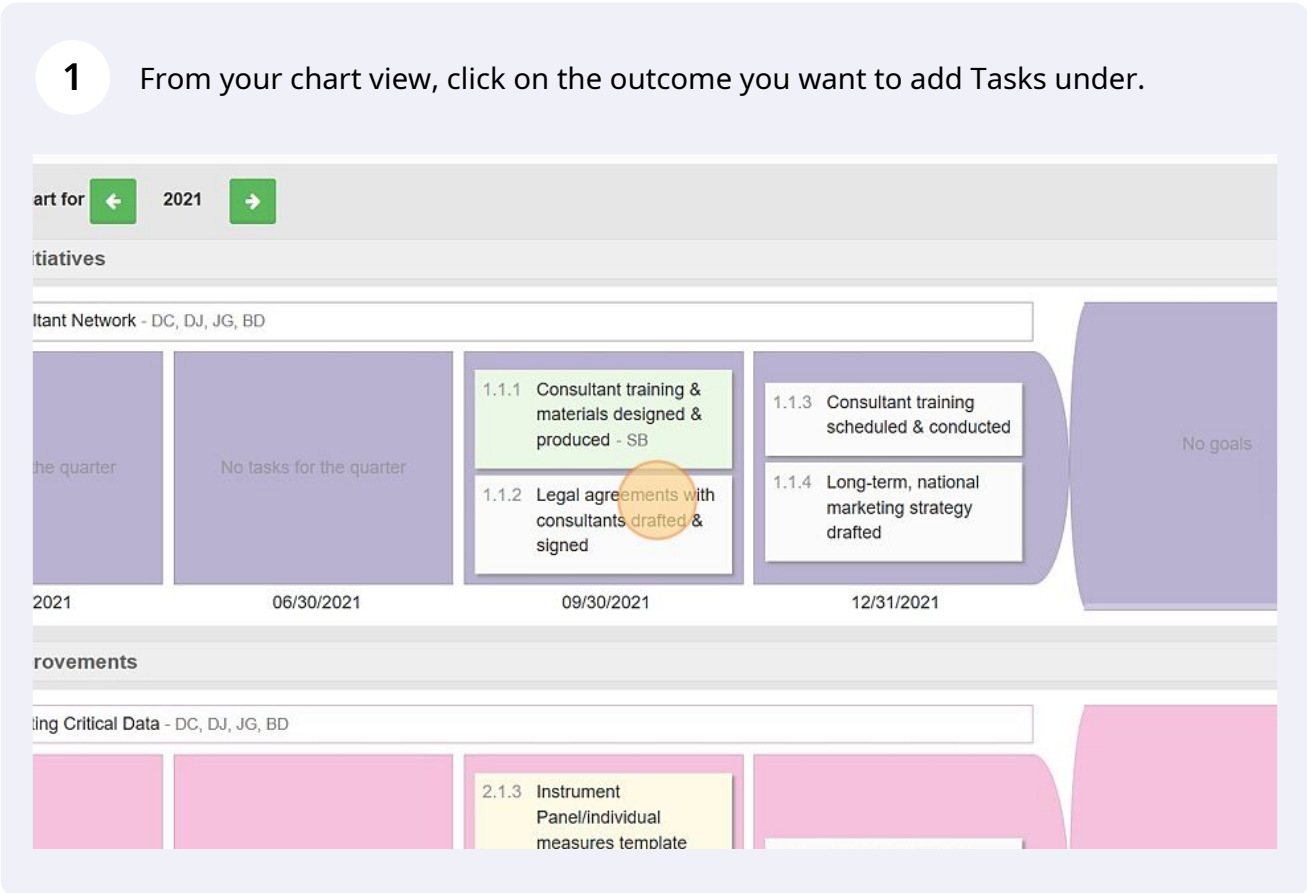 1 From your chart view, click on the outcome you want to add Tasks under.
art for 2021
itiatives
ltant Network - DC, DJ, JG, BD
the quarter
No tasks for the quarter
1.1.1 Consultant training &
materials designed &
produced - SB
1.1.2 Legal agreements with
consultants drafted &
signed
1.1.3 Consultant training
scheduled & conducted
1.1.4 Long-term, national
marketing strategy
drafted
No goals
2021
06/30/2021
09/30/2021
12/31/2021
rovements
ting Critical Data - DC, DJ, JG, BD
2.1.3 Instrument
Panel/individual
measures template